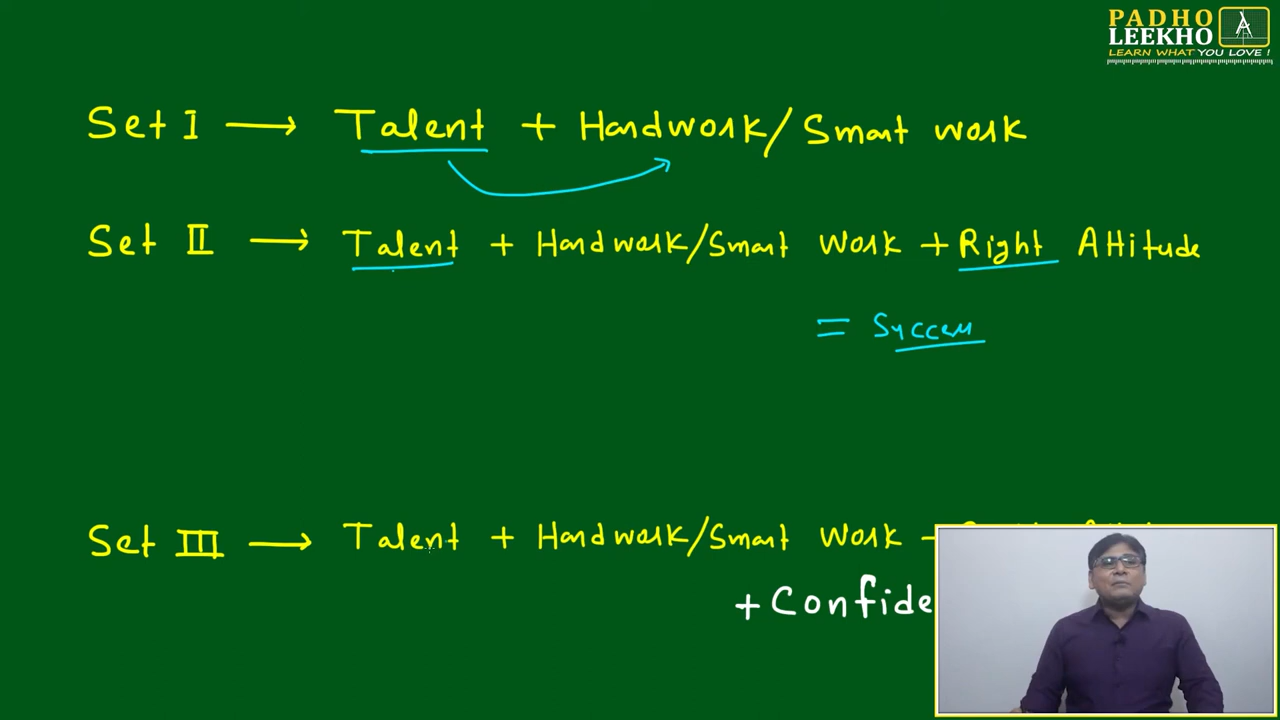 PADHO
LEEKHO
LEARN WHAT YOU LOVE !
Set I → Talent + Hardwork/Smart work
Set II → Talent + Hardwork/Smart Work + Right Attitude
= Success
Set III → Talent + Hardwork/Smart Work
+ Confide